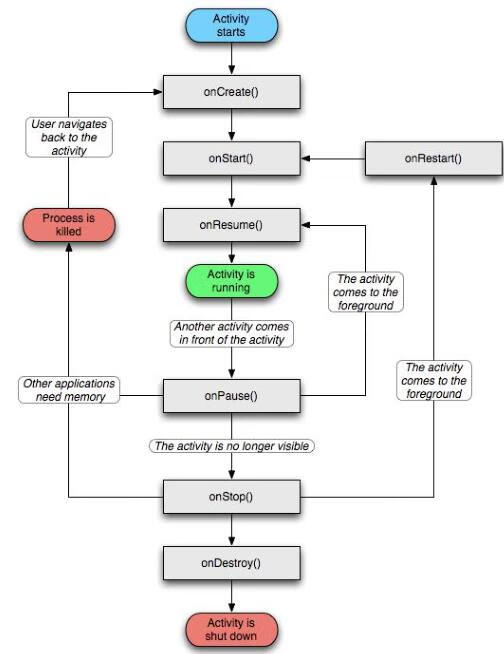 Activity
starts
onCreate()
User navigates
back to the
activity
onStart()
onRestart()
Process is
killed
onResume()
Activity is
running
The activity
comes to the
foreground
Another activity comes
in front of the activity
The activity
comes to the
foreground
Other applications
need memory
onPause()
The activity is no longer visible
onStop()
onDestroy()
Activity is
shut down